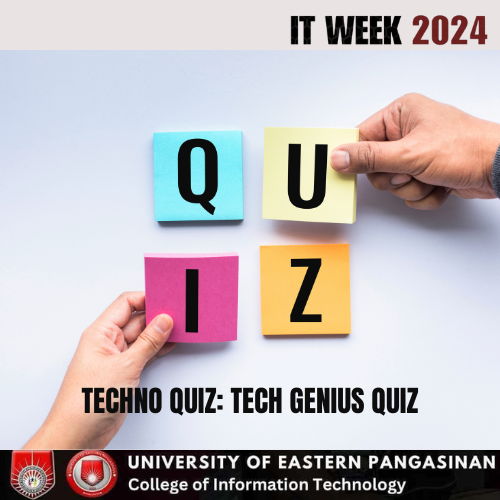 IT WEEK 2024
Q U
I Z
TECHNO QUIZ: TECH GENIUS QUIZ
UNIVERSITY OF EASTERN PANGASINAN
College of Information Technology